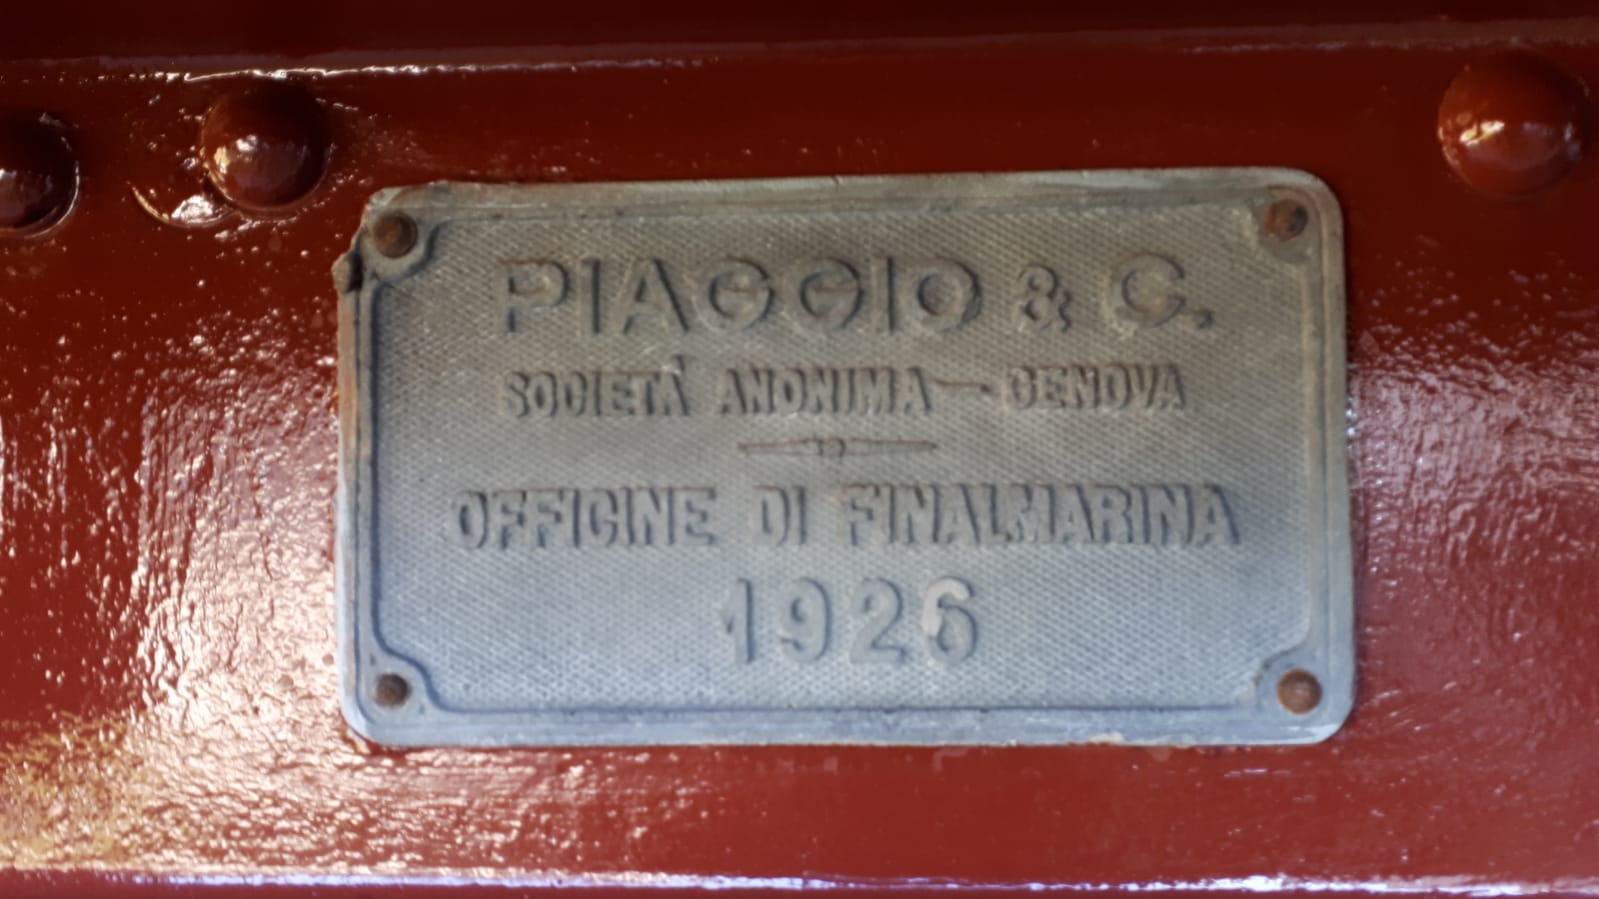 PIAGGIO & C.
SOCIETÀ ANONIMA - GENOVA
OFFICINE DI FINALMARINA
1926